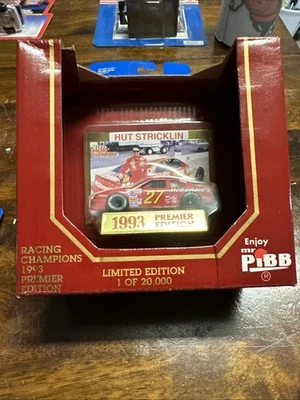 HUT STRICKLIN
27
McDonald's
1993 PREMIER
EDITION
RACING
CHAMPIONS
1993
PREMIER
EDITION
LIMITED EDITION
1 OF 20,000
Enjoy
mr.
PiBB